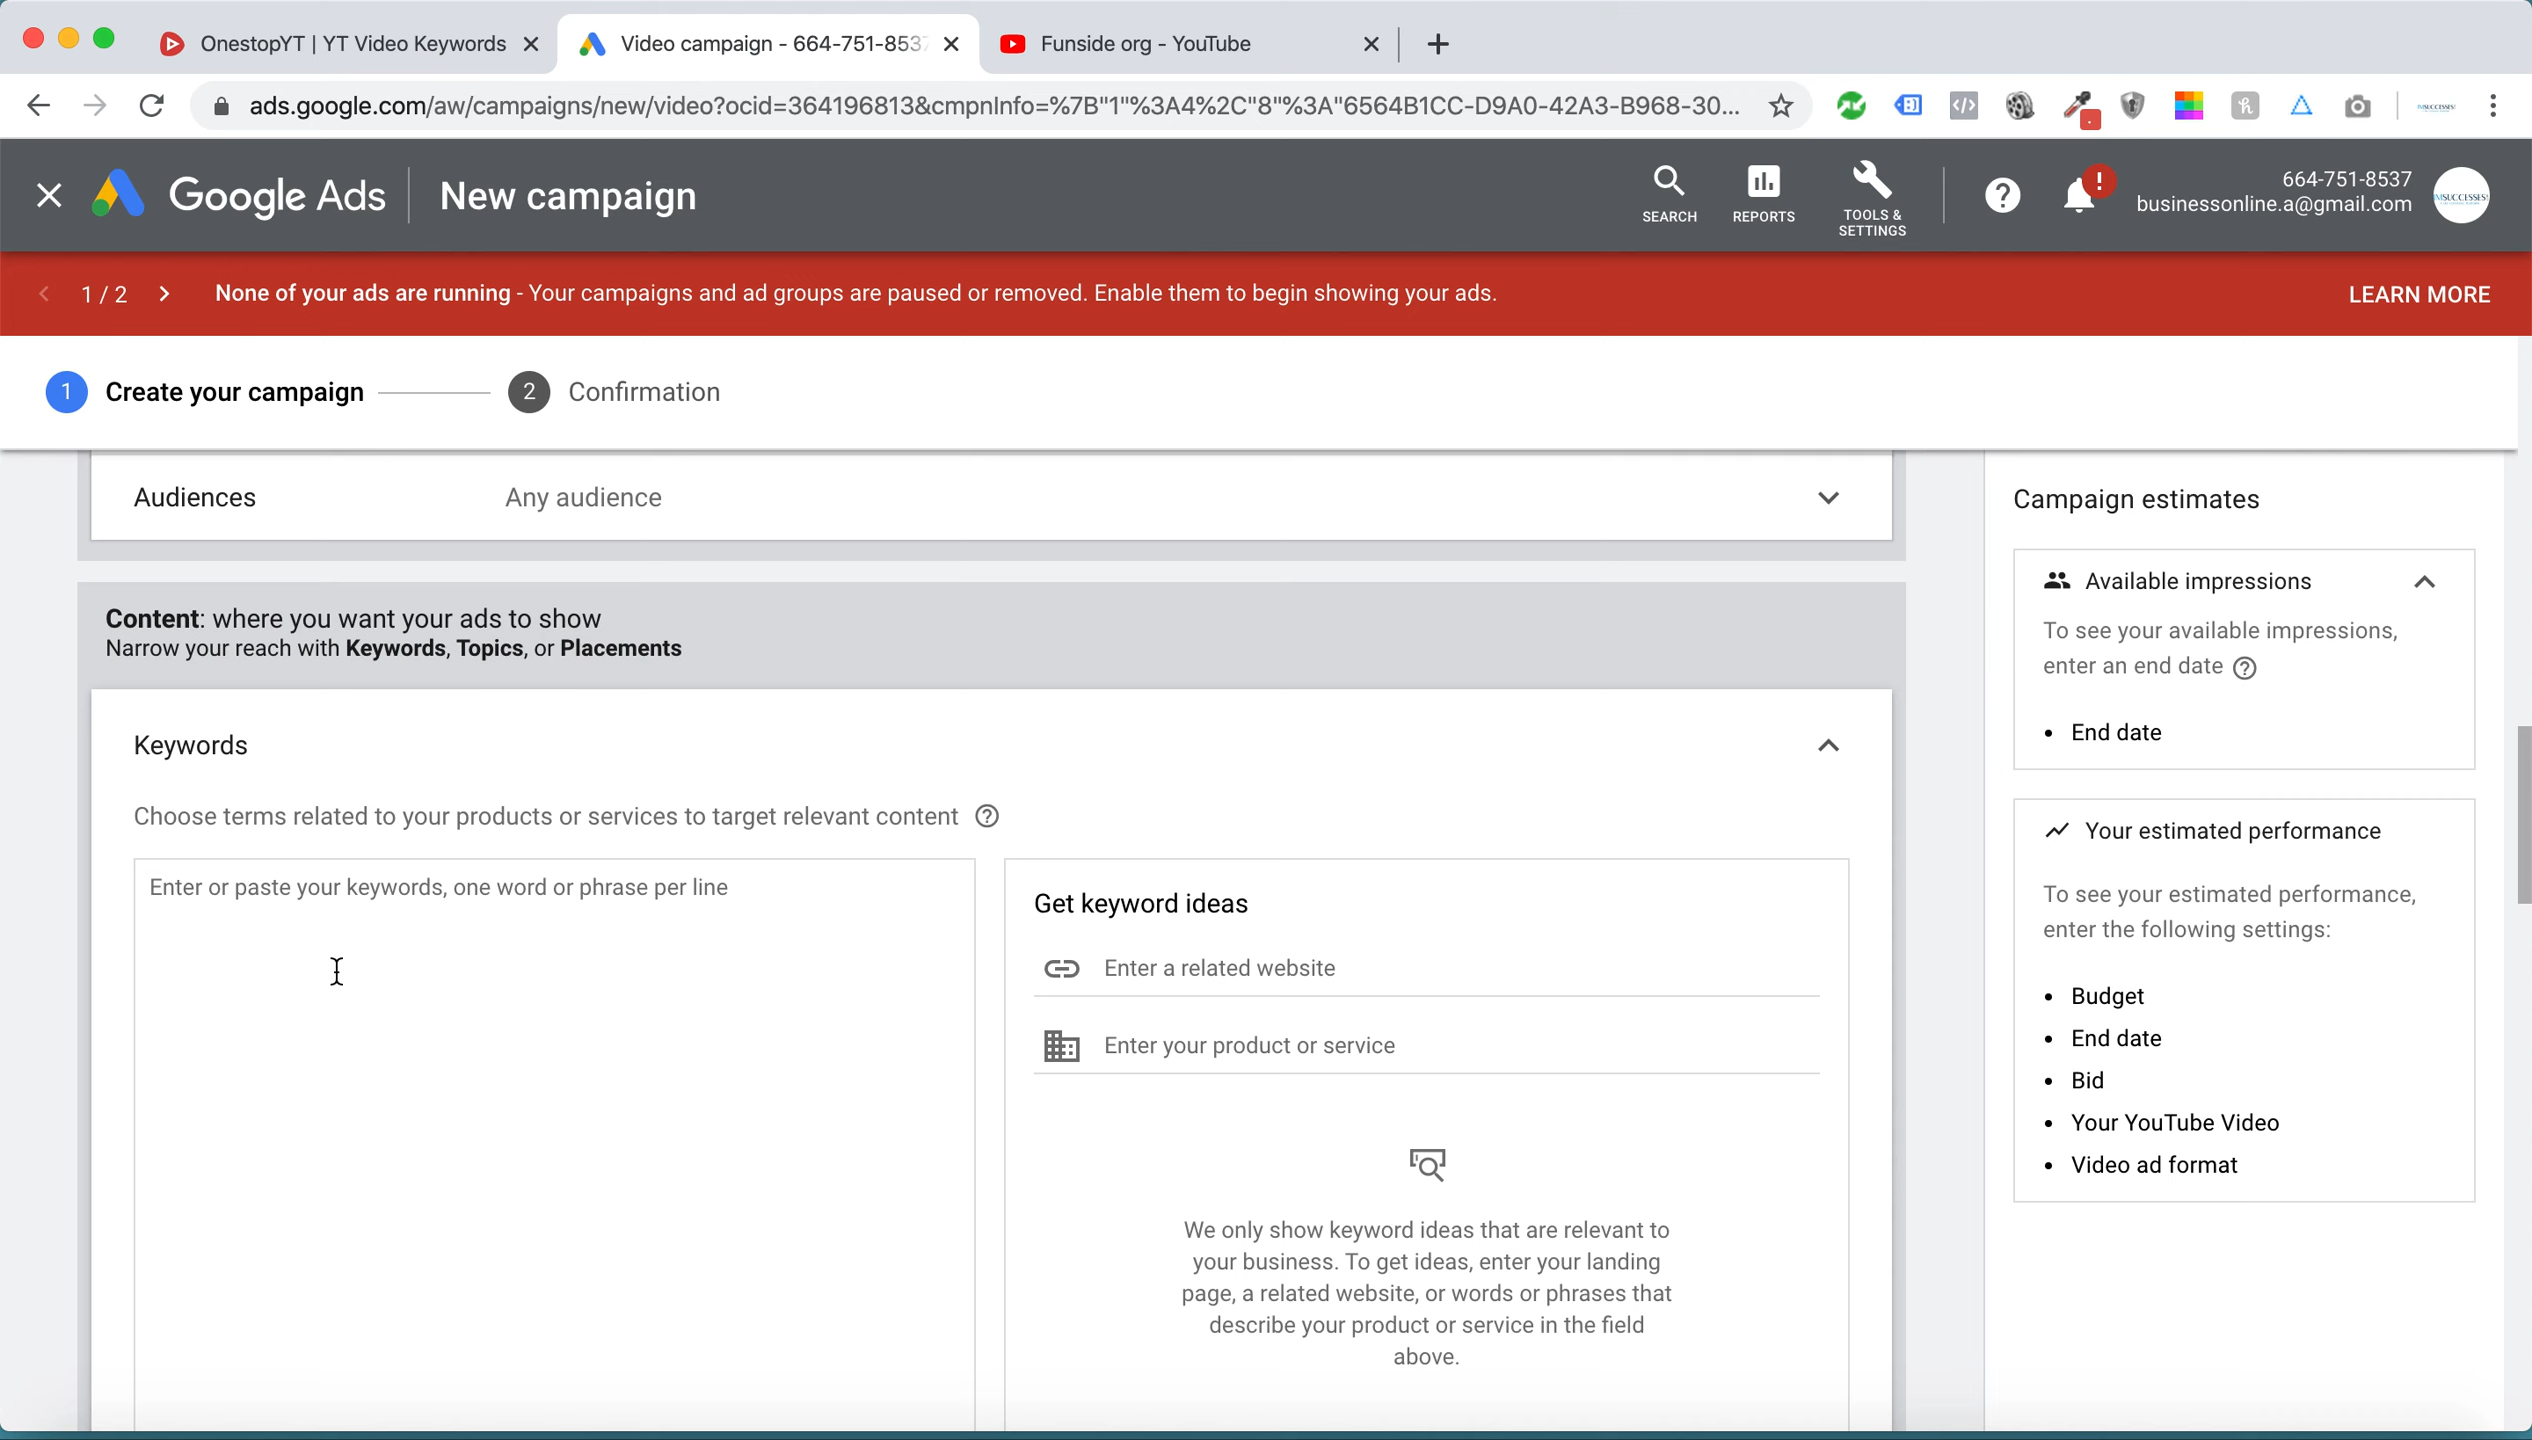 OnestopYT | YT Video Keywords
Video campaign - 664-751-8537
Funside org - YouTube
ads.google.com/aw/campaigns/new/video?ocid=364196813&cmpnInfo=%7B"1"%3A4%2C"8"%3A"6564B1CC-D9A0-42A3-B968-30...
Google Ads
New campaign
SEARCH
REPORTS
TOOLS &
SETTINGS
664-751-8537
businessonline.a@gmail.com
1 / 2
None of your ads are running - Your campaigns and ad groups are paused or removed. Enable them to begin showing your ads.
LEARN MORE
1 Create your campaign
2 Confirmation
Audiences
Any audience
Content: where you want your ads to show
Narrow your reach with Keywords, Topics, or Placements
Keywords
Choose terms related to your products or services to target relevant content
Enter or paste your keywords, one word or phrase per line
Get keyword ideas
Enter a related website
Enter your product or service
We only show keyword ideas that are relevant to
your business. To get ideas, enter your landing
page, a related website, or words or phrases that
describe your product or service in the field
above.
Campaign estimates
Available impressions
To see your available impressions,
enter an end date
• End date
Your estimated performance
To see your estimated performance,
enter the following settings:
• Budget
• End date
• Bid
• Your YouTube Video
• Video ad format